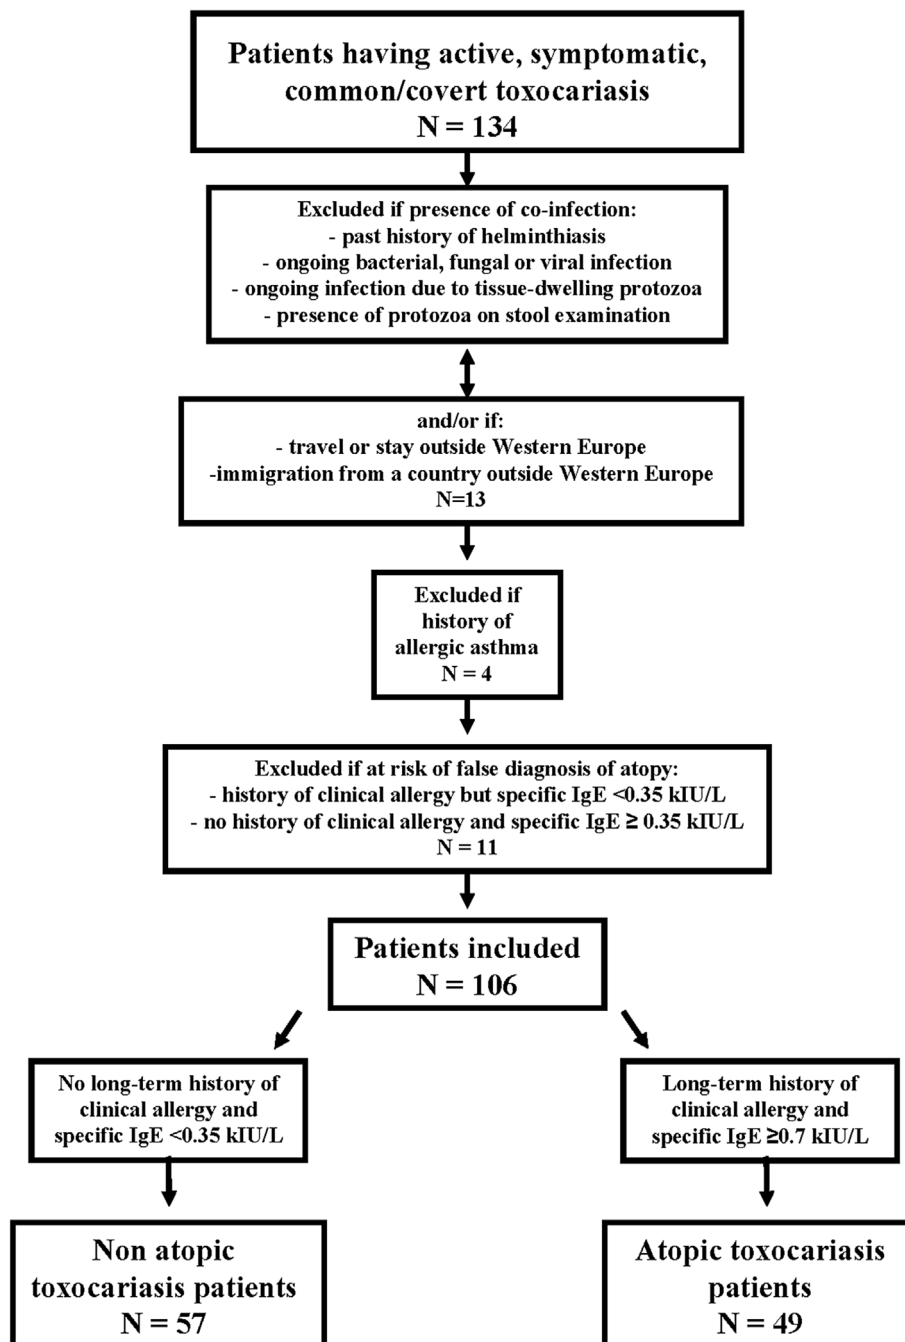 Patients having active, symptomatic,
common/covert toxocariasis
N = 134
Excluded if presence of co-infection:
- past history of helminthiasis
- ongoing bacterial, fungal or viral infection
- ongoing infection due to tissue-dwelling protozoa
- presence of protozoa on stool examination
and/or if:
- travel or stay outside Western Europe
-immigration from a country outside Western Europe
N=13
Excluded if
history of
allergic asthma
N = 4
Excluded if at risk of false diagnosis of atopy:
- history of clinical allergy but specific IgE <0.35 kIU/L
- no history of clinical allergy and specific IgE ≥ 0.35 kIU/L
N = 11
Patients included
N = 106
No long-term history of
clinical allergy and
specific IgE <0.35 kIU/L
Long-term history of
clinical allergy and
specific IgE ≥0.7 kIU/L
Non atopic
toxocariasis patients
N = 57
Atopic toxocariasis
patients
N = 49